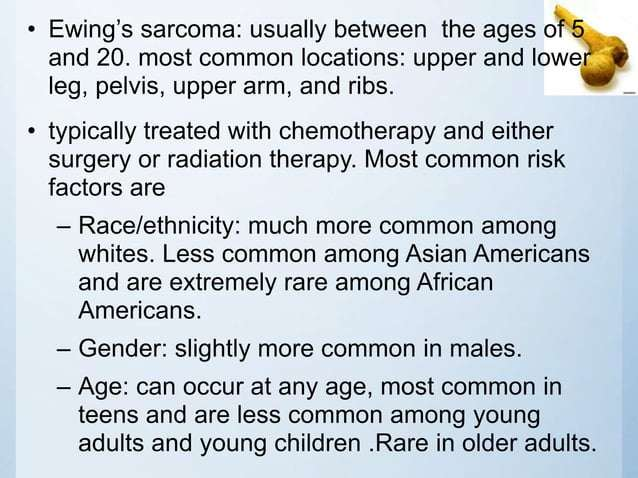 • Ewing’s sarcoma: usually between  the ages of 5
and 20. most common locations: upper and lower
leg, pelvis, upper arm, and ribs.
• typically treated with chemotherapy and either
surgery or radiation therapy. Most common risk
factors are
– Race/ethnicity: much more common among
whites. Less common among Asian Americans
and are extremely rare among African
Americans.
– Gender: slightly more common in males.
– Age: can occur at any age, most common in
teens and are less common among young
adults and young children .Rare in older adults.